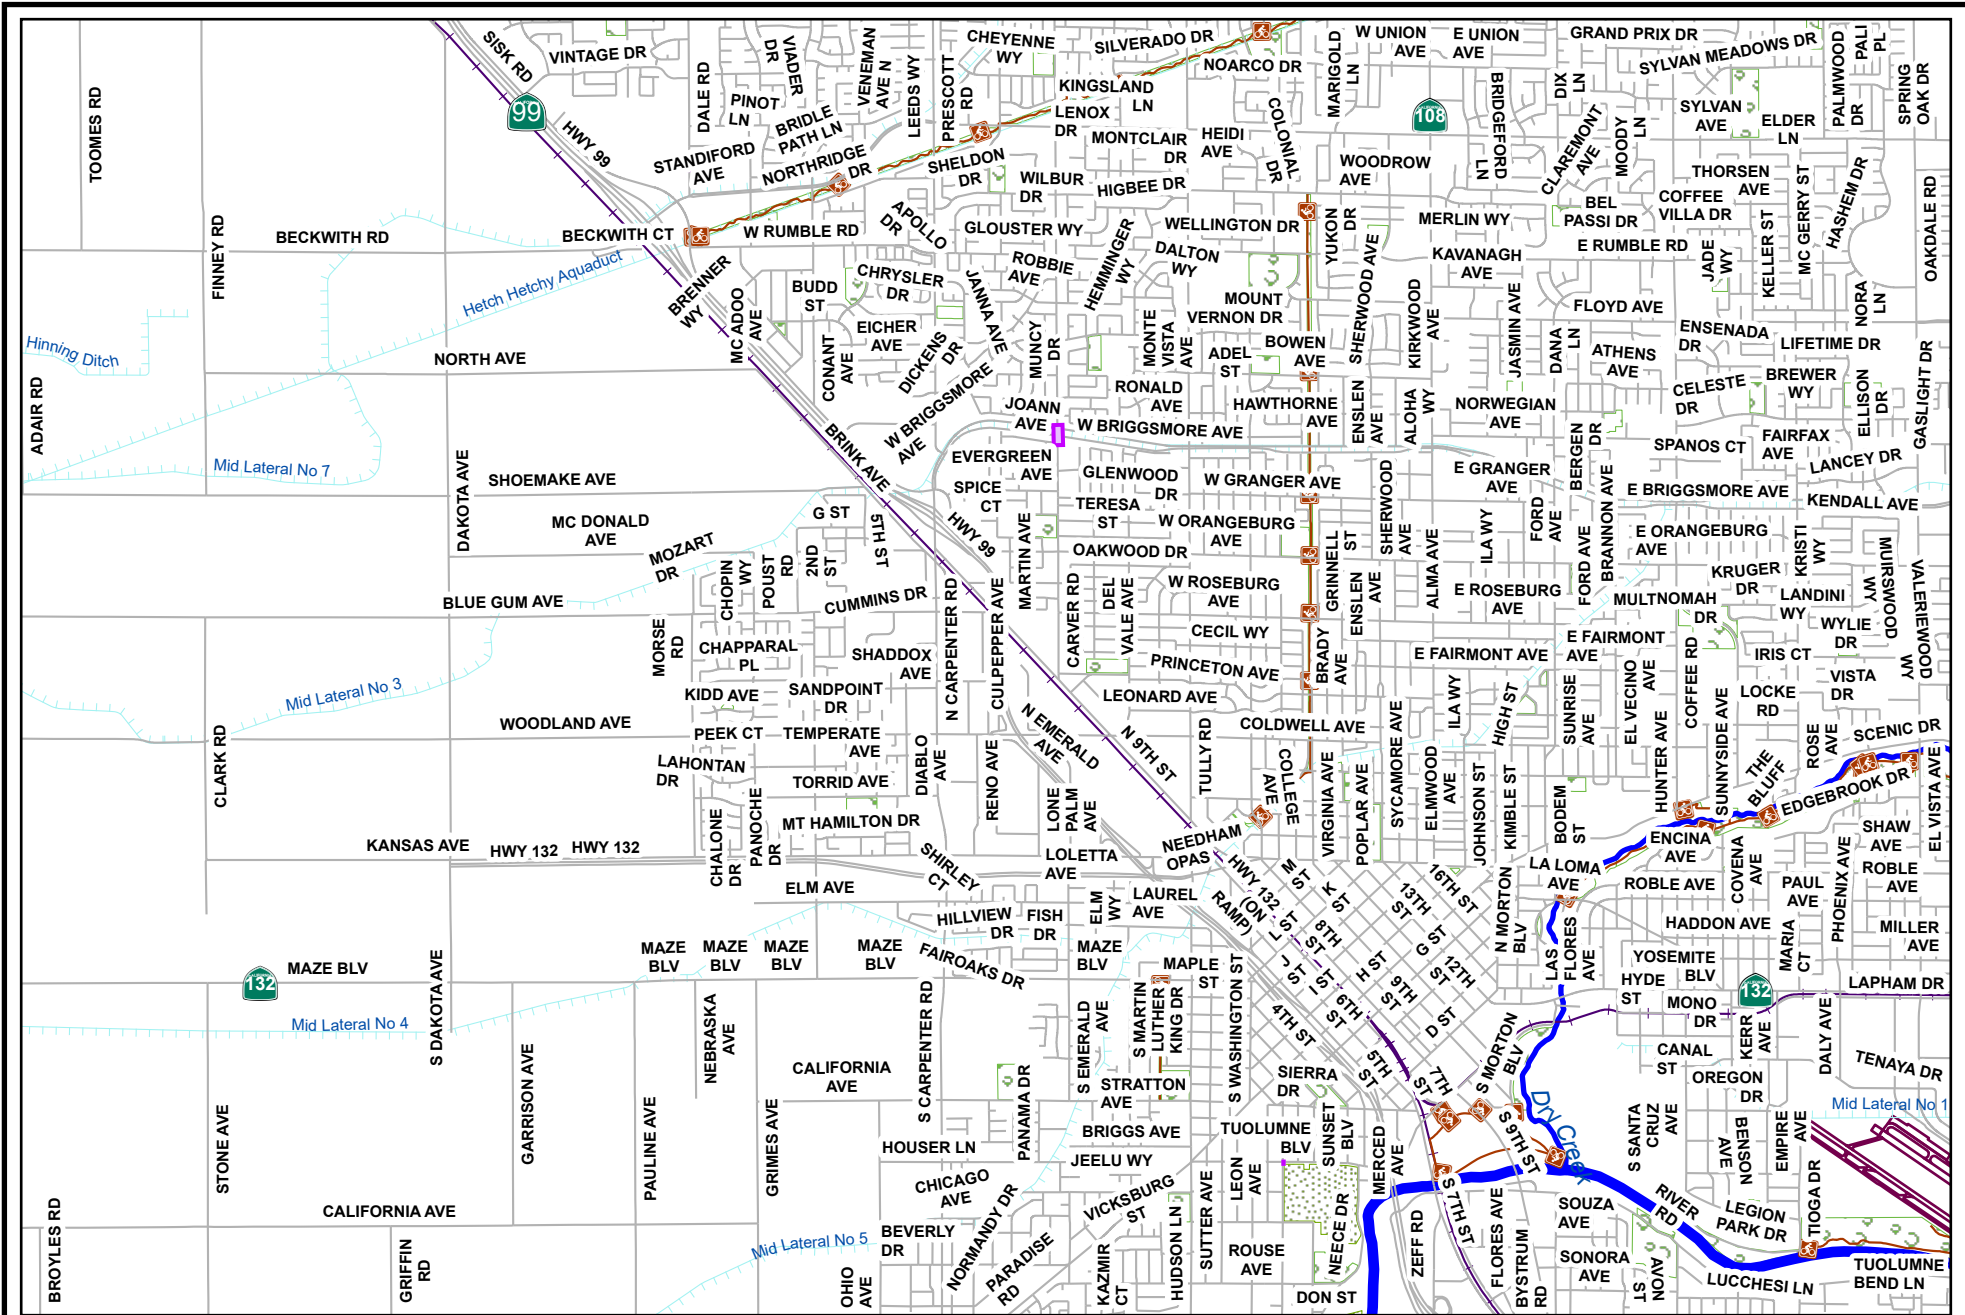 SISK RD
VINTAGE DR
VIADER
DR
VENEMAN
AVE N
LEEDS WY
PRESCOTT
RD
CHEYENNE
WY
SILVERADO DR
NOARCO DR
MARIGOLD
LN
W UNION
AVE
E UNION
AVE
GRAND PRIX DR
SYLVAN MEADOWS DR
PALMWOOD
DR
PALI
PL
SPRING
OAK DR
TOOMES RD
99
HWY 99
DALE RD
PINOT
LN
BRIDLE
PATH LN
KINGSLAND
LN
LENOX
DR
MONTCLAIR
DR
HEIDI
AVE
COLONIAL
DR
108
BRIDGEFORD
LN
DIX
LN
CLAREMONT
AVE
MOODY
LN
SYLVAN
AVE
ELDER
LN
STANDIFORD
AVE
NORTHRIDGE
DR
SHELDON
DR
WILBUR
DR
HIGBEE DR
WOODROW
AVE
THORSEN
AVE
COFFEE
VILLA DR
MC GERRY ST
HASHEM DR
OAKDALE RD
FINNEY RD
BECKWITH RD
BECKWITH CT
W RUMBLE RD
APOLLO
DR
GLOUSTER WY
HEMMINGER
WY
WELLINGTON DR
YUKON
DR
MERLIN WY
BEL
PASSI DR
E RUMBLE RD
JADE
WY
KELLER ST
Hetch Hetchy Aquaduct
BRENNER
WY
MC ADOO
AVE
BUDD
ST
CHRYSLER
DR
JANNA AVE
ROBBIE
AVE
DALTON
WY
MOUNT
VERNON DR
SHERWOOD AVE
KAVANAGH
AVE
KIRKWOOD
AVE
JASMIN AVE
FLOYD AVE
NORA
LN
Hinning Ditch
NORTH AVE
CONANT
AVE
EICHER
AVE
DICKENS
DR
MUNCY
DR
MONTE
VISTA
AVE
ADEL
ST
BOWEN
AVE
DANA
LN
ATHENS
AVE
ENSENADA
DR
LIFETIME DR
GASLIGHT DR
ADAIR RD
W BRIGGSMORE
AVE
JOANN
AVE
RONALD
AVE
HAWTHORNE
AVE
ENSLEN
AVE
ALOHA
WY
NORWEGIAN
AVE
CELESTE
DR
BREWER
WY
ELLISON
DR
W BRIGGSMORE AVE
BERGEN
DR
SPANOS CT
FAIRFAX
AVE
LANCEY DR
Mid Lateral No 7
SHOEMAKE AVE
BRINK AVE
EVERGREEN
AVE
GLENWOOD
DR
W GRANGER AVE
E GRANGER
AVE
E BRIGGSMORE AVE
KENDALL AVE
DAKOTA AVE
MC DONALD
AVE
G ST
5TH ST
SPICE
CT
HWY 99
TERESA
ST
W ORANGEBURG
AVE
SHERWOOD
AVE
FORD
AVE
BRANNON AVE
E ORANGEBURG
AVE
KRISTI
WY
MOZART
DR
CHOPIN
WY
POUST
RD
2ND
ST
MARTIN AVE
OAKWOOD DR
GRINNELL
ST
ALMA AVE
ILA WY
FORD AVE
KRUGER
DR
MUIRSWOOD
WY
VALERIEWOOD
WY
BLUE GUM AVE
CUMMINS DR
N CARPENTER RD
CULPEPPER AVE
CARVER RD
DEL
VALE AVE
W ROSEBURG
AVE
ENSLEN
AVE
E ROSEBURG
AVE
MULTNOMAH
DR
LANDINI
WY
WYLIE
DR
MORSE
RD
CHAPPARAL
PL
SHADDOX
AVE
CECIL WY
BRADY
AVE
E FAIRMONT
AVE
E FAIRMONT AVE
IRIS CT
PRINCETON AVE
Mid Lateral No 3
KIDD AVE
SANDPOINT
DR
LEONARD AVE
ILA WY
HIGH ST
SUNRISE
AVE
EL VECINO
AVE
COFFEE RD
LOCKE
RD
VISTA
DR
CLARK RD
WOODLAND AVE
PEEK CT
TEMPERATE
AVE
N EMERALD
AVE
N 9TH ST
TULLY RD
COLDWELL AVE
SYCAMORE AVE
HUNTER AVE
SUNNYSIDE AVE
ROSE
AVE
SCENIC DR
LAHONTAN
DR
TORRID AVE
DIABLO
AVE
RENO AVE
COLLEGE
AVE
VIRGINIA AVE
POPLAR AVE
ELMWOOD
AVE
JOHNSON ST
KIMBLE ST
THE
BLUFF
EDGEBROOK DR
EL VISTA AVE
KANSAS AVE
HWY 132
HWY 132
CHALONE
DR
PANOCHE
DR
MT HAMILTON DR
LONE
PALM
AVE
NEEDHAM
OPAS
BODEM
ST
ENCINA
AVE
SHAW
AVE
SHIRLEY
CT
LOLETTA
AVE
ELM AVE
LAUREL
AVE
HWY 132
(ON
RAMP)
M
ST
K
ST
13TH
ST
16TH ST
N MORTON
BLV
LA LOMA
AVE
ROBLE AVE
COVENA
AVE
PAUL
AVE
PHOENIX AVE
ROBLE
AVE
HILLVIEW
DR
FISH
DR
ELM
WY
L
ST
8TH
ST
G ST
HADDON AVE
MILLER
AVE
132
MAZE BLV
MAZE
BLV
MAZE
BLV
MAZE
BLV
MAZE
BLV
FAIROAKS DR
MAZE
BLV
MAPLE
ST
J
ST
I ST
H ST
9TH
ST
12TH
ST
LAS
FLORES
AVE
YOSEMITE
BLV
HYDE
ST
MARIA
CT
132
LAPHAM DR
Mid Lateral No 4
S DAKOTA AVE
NEBRASKA
AVE
S CARPENTER RD
S EMERALD
AVE
S MARTIN
LUTHER
KING DR
S WASHINGTON ST
4TH ST
6TH
ST
D ST
MONO
DR
KERR
AVE
DALY AVE
STONE AVE
GARRISON AVE
PAULINE AVE
CALIFORNIA
AVE
GRIMES AVE
PANAMA DR
STRATTON
AVE
SIERRA
DR
5TH
ST
7TH
ST
S MORTON
BLV
CANAL
ST
OREGON
DR
TENAYA DR
HOUSER LN
BRIGGS AVE
TUOLUMNE
BLV
SUNSET
BLV
S 9TH ST
Dry Creek
S SANTA
CRUZ
AVE
BENSON
AVE
EMPIRE
AVE
Mid Lateral No 1
CHICAGO
AVE
JEELU WY
LEON
AVE
MERCED
AVE
CALIFORNIA AVE
BEVERLY
DR
NORMANDY DR
VICKSBURG
ST
SUTTER AVE
S 7TH ST
SOUZA
AVE
RIVER
RD
LEGION
PARK DR
TIOGA DR
BROYLES RD
GRIFFIN
RD
Mid Lateral No 5
OHIO
AVE
PARADISE
RD
KAZMIR
CT
HUDSON LN
ROUSE
AVE
NEECE DR
DON ST
ZEFF RD
FLORES AVE
BYSTRUM
RD
SONORA
AVE
AVON
ST
LUCCHESI LN
TUOLUMNE
BEND LN